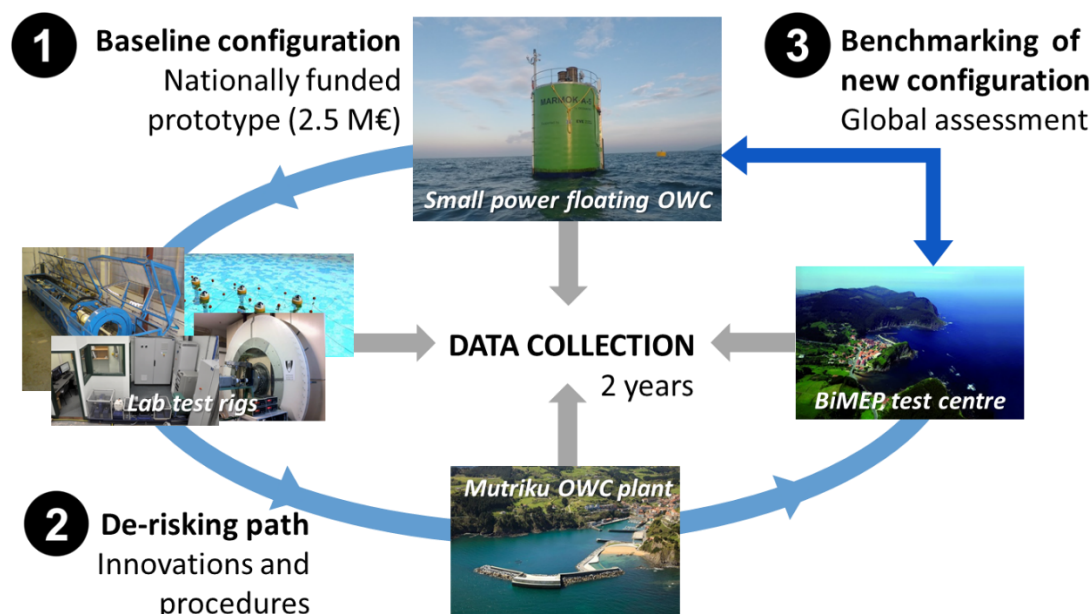 1
Baseline configuration
Nationally funded
prototype (2.5 M€)
MARMOK A-5
Small power floating OWC
3
Benchmarking of
new configuration
Global assessment
Lab test rigs
DATA COLLECTION
2 years
BiMEP test centre
Mutriku OWC plant
2
De-risking path
Innovations and
procedures